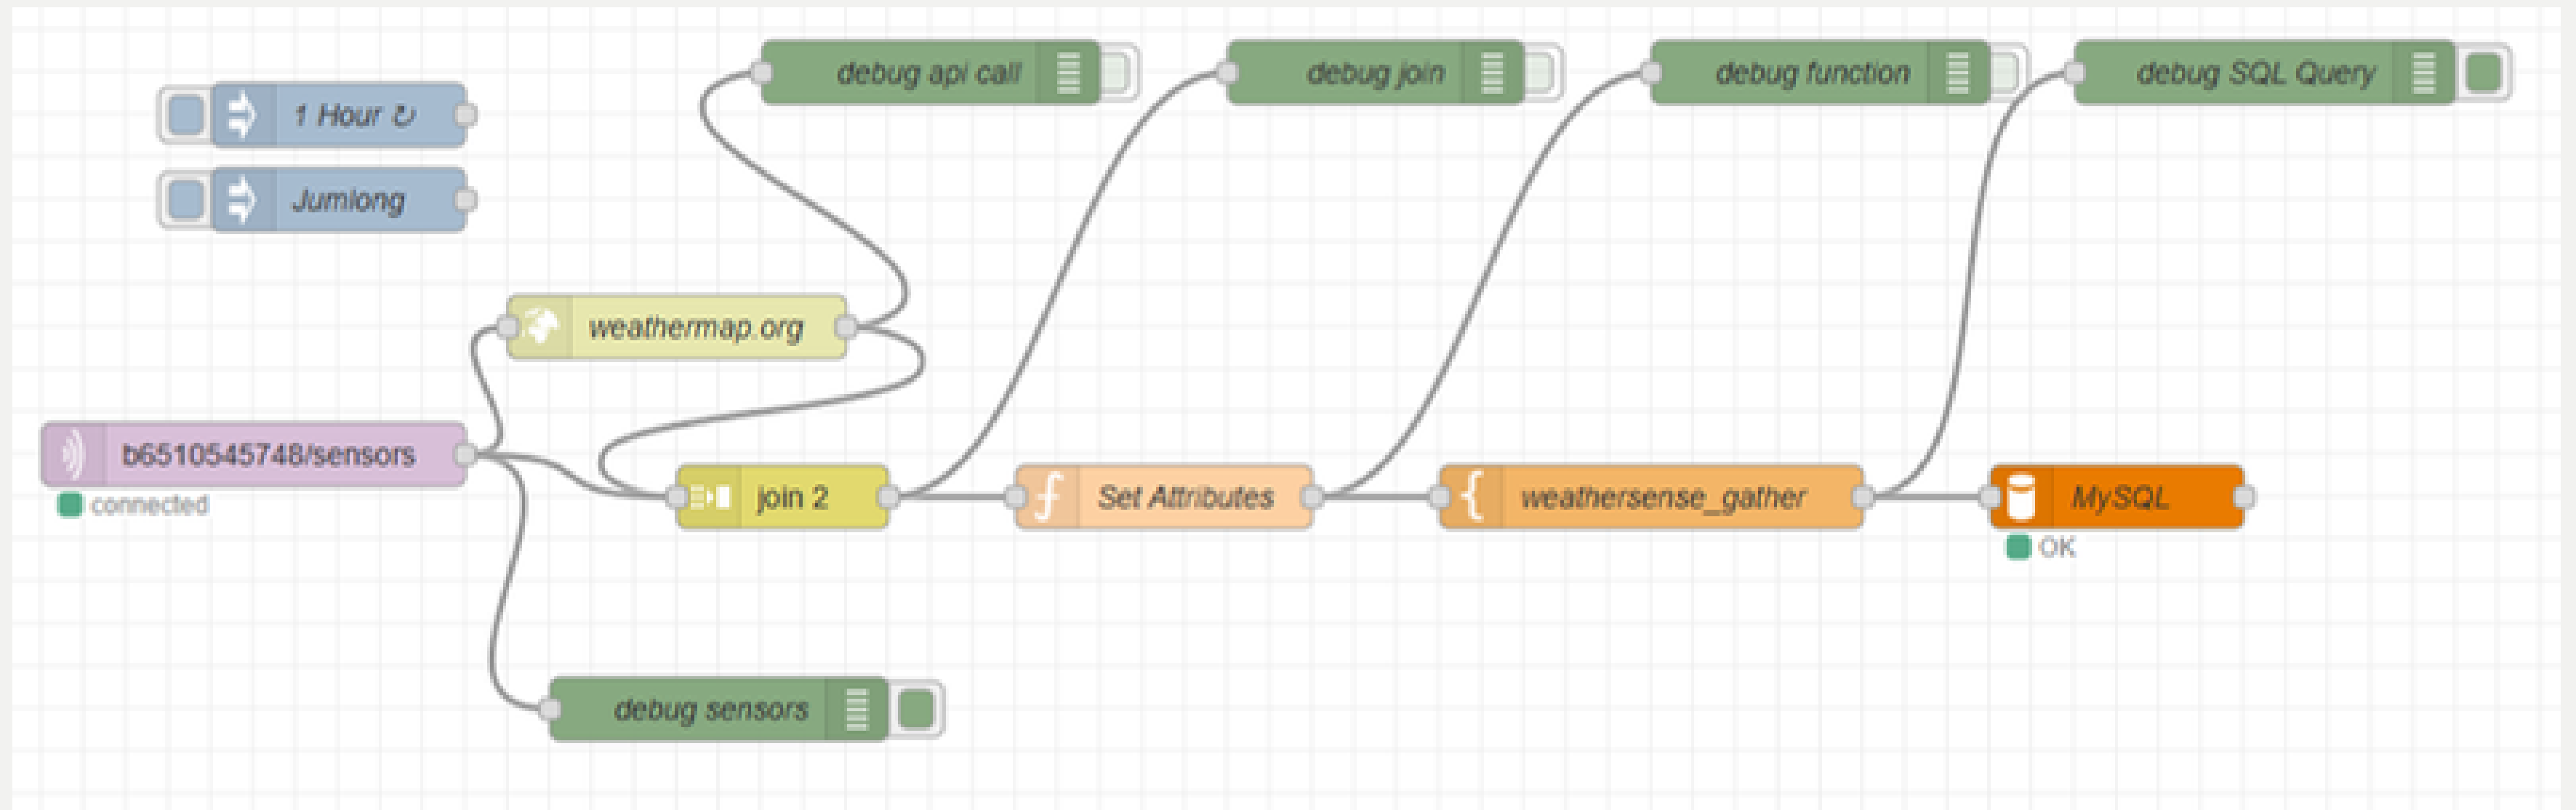 debug api call
debug join
debug function
debug SQL Query
1 Hour ↻
Jumlong
weathermap.org
b6510545748/sensors
connected
join 2
Set Attributes
weathersense_gather
MySQL
OK
debug sensors